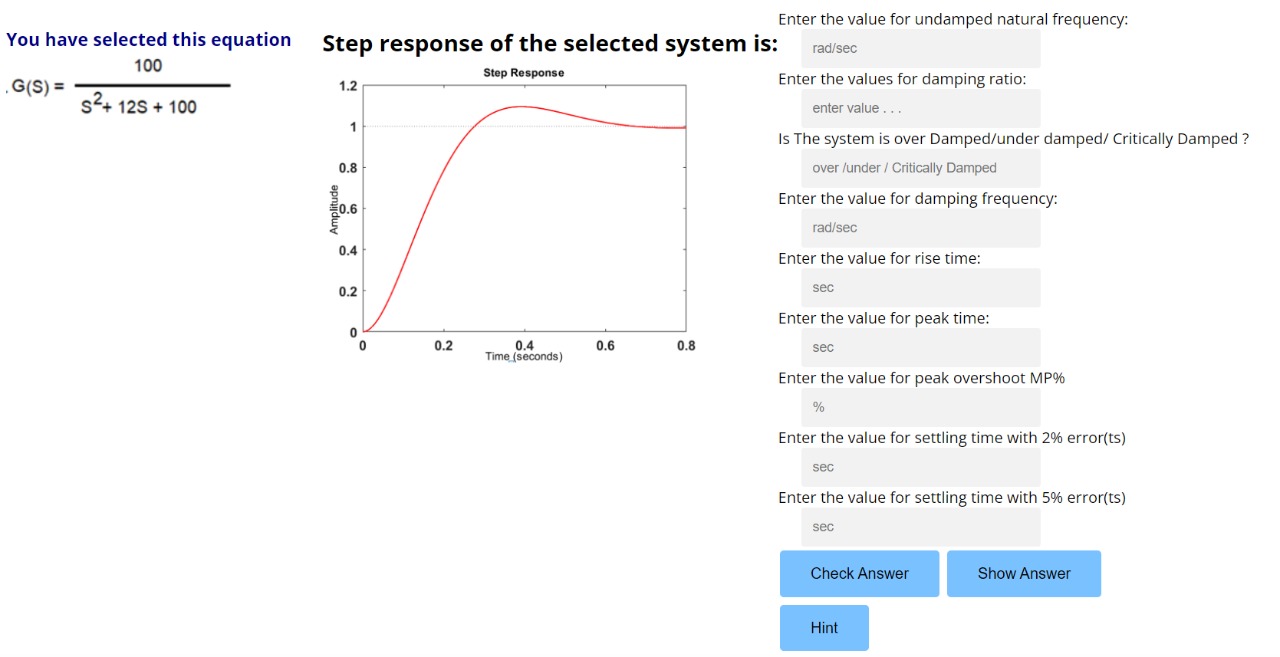 You have selected this equation
.G(S) = 100 / S²+ 12S + 100
Step response of the selected system is:
Step Response
1.2
1
0.8
0.6
0.4
0.2
0
Amplitude
0 0.2 0.4 0.6 0.8
Time (seconds)
Enter the value for undamped natural frequency:
rad/sec
Enter the values for damping ratio:
enter value . . .
Is The system is over Damped/under damped/ Critically Damped ?
over /under / Critically Damped
Enter the value for damping frequency:
rad/sec
Enter the value for rise time:
sec
Enter the value for peak time:
sec
Enter the value for peak overshoot MP%
%
Enter the value for settling time with 2% error(ts)
sec
Enter the value for settling time with 5% error(ts)
sec
Check Answer
Show Answer
Hint